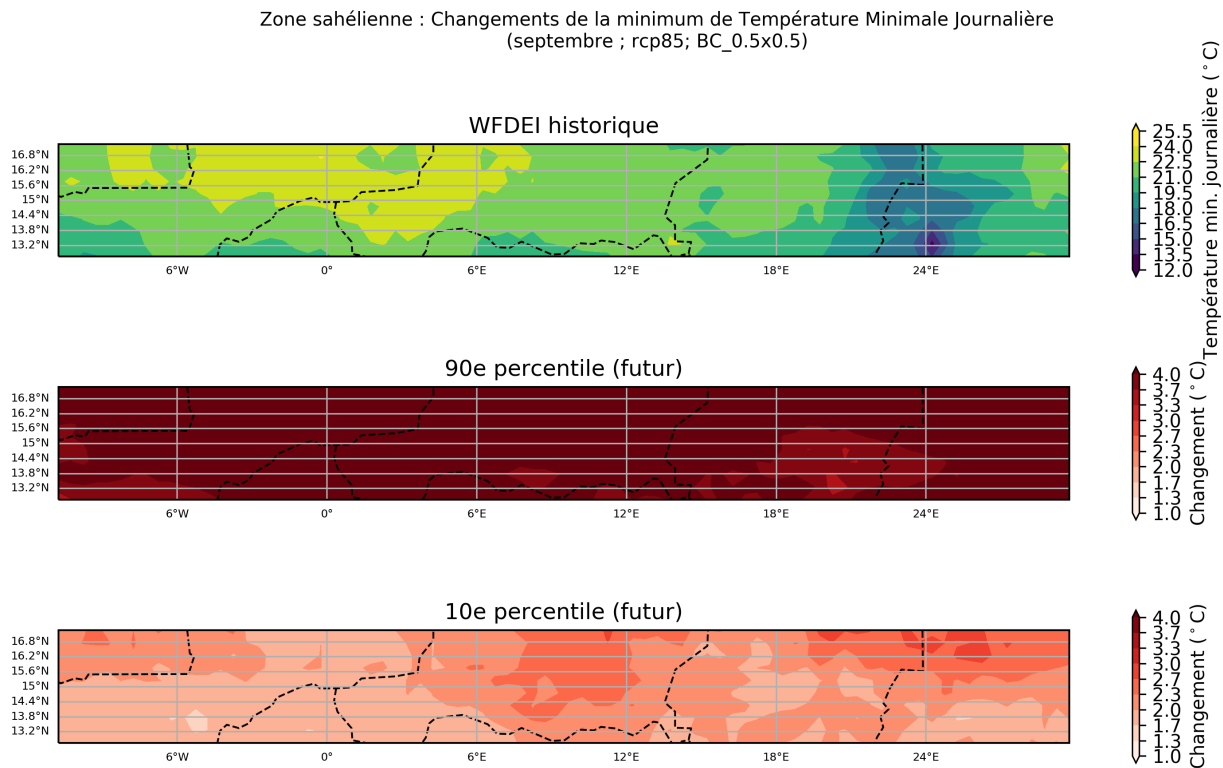 Zone sahélienne : Changements de la minimum de Température Minimale Journalière
(septembre ; rcp85; BC_0.5x0.5)
WFDEI historique
16.8°N
16.2°N
15.6°N
15°N
14.4°N
13.8°N
13.2°N
6°W 0° 6°E 12°E 18°E 24°E
25.5
24.0
22.5
21.0
19.5
18.0
16.5
15.0
13.5
12.0
Température min. journalière (°C)
90e percentile (futur)
16.8°N
16.2°N
15.6°N
15°N
14.4°N
13.8°N
13.2°N
6°W 0° 6°E 12°E 18°E 24°E
4.0
3.7
3.3
3.0
2.7
2.3
2.0
1.7
1.3
1.0
Changement (°C)
10e percentile (futur)
16.8°N
16.2°N
15.6°N
15°N
14.4°N
13.8°N
13.2°N
6°W 0° 6°E 12°E 18°E 24°E
4.0
3.7
3.3
3.0
2.7
2.3
2.0
1.7
1.3
1.0
Changement (°C)